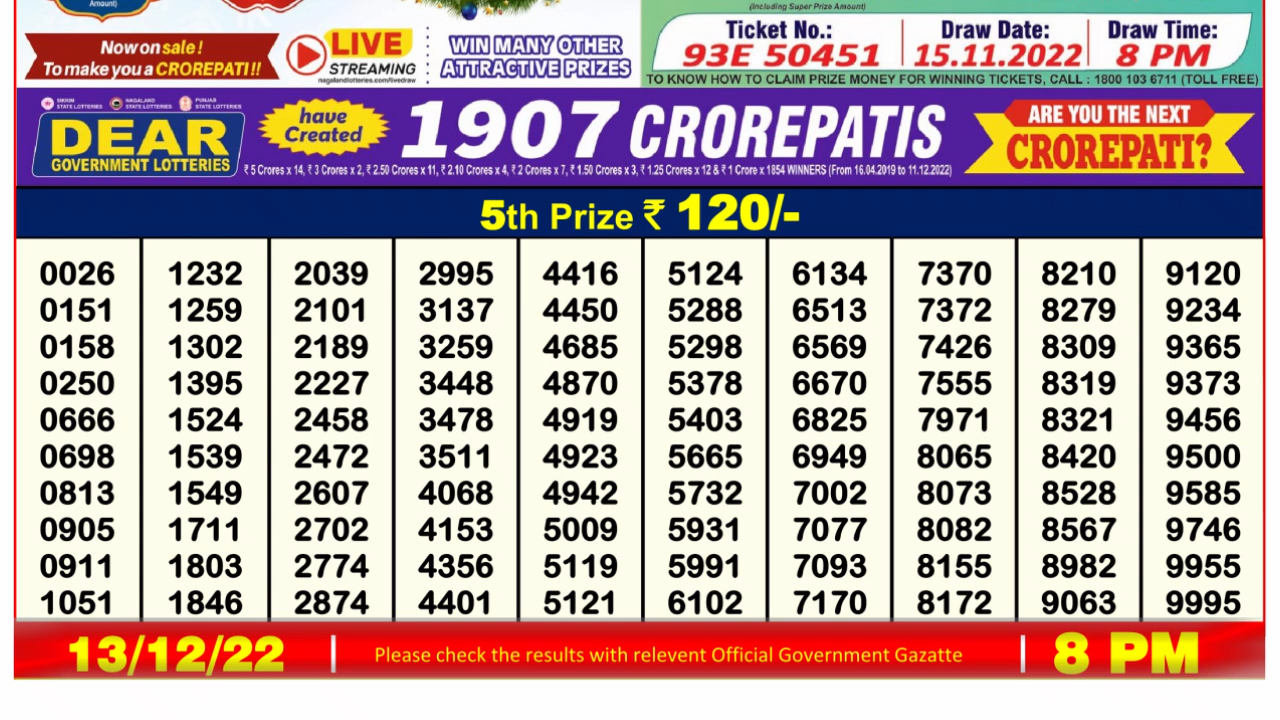 Amount)
(Including Super Prize Amount)
Now on sale !
To make you a CROREPATI !!
LIVE
STREAMING
nagalandlotteries.com/livedraw
WIN MANY OTHER
ATTRACTIVE PRIZES
Ticket No.:
93E 50451
Draw Date:
15.11.2022
Draw Time:
8 PM
TO KNOW HOW TO CLAIM PRIZE MONEY FOR WINNING TICKETS, CALL : 1800 103 6711 (TOLL FREE)
SIKKIM
STATE LOTTERIES
NAGALAND
STATE LOTTERIES
PUNJAB
STATE LOTTERIES
DEAR
GOVERNMENT LOTTERIES
have
Created
1907 CROREPATIS
₹ 5 Crores x 14, ₹ 3 Crores x 2, ₹ 2.50 Crores x 11, ₹ 2.10 Crores x 4, ₹ 2 Crores x 7, ₹ 1.50 Crores x 3, ₹ 1.25 Crores x 12 & ₹ 1 Crore x 1854 WINNERS (From 16.04.2019 to 11.12.2022)
ARE YOU THE NEXT
CROREPATI?
5th Prize ₹ 120/-
0026 1232 2039 2995 4416 5124 6134 7370 8210 9120
0151 1259 2101 3137 4450 5288 6513 7372 8279 9234
0158 1302 2189 3259 4685 5298 6569 7426 8309 9365
0250 1395 2227 3448 4870 5378 6670 7555 8319 9373
0666 1524 2458 3478 4919 5403 6825 7971 8321 9456
0698 1539 2472 3511 4923 5665 6949 8065 8420 9500
0813 1549 2607 4068 4942 5732 7002 8073 8528 9585
0905 1711 2702 4153 5009 5931 7077 8082 8567 9746
0911 1803 2774 4356 5119 5991 7093 8155 8982 9955
1051 1846 2874 4401 5121 6102 7170 8172 9063 9995
13/12/22
Please check the results with relevent Official Government Gazatte
8 PM